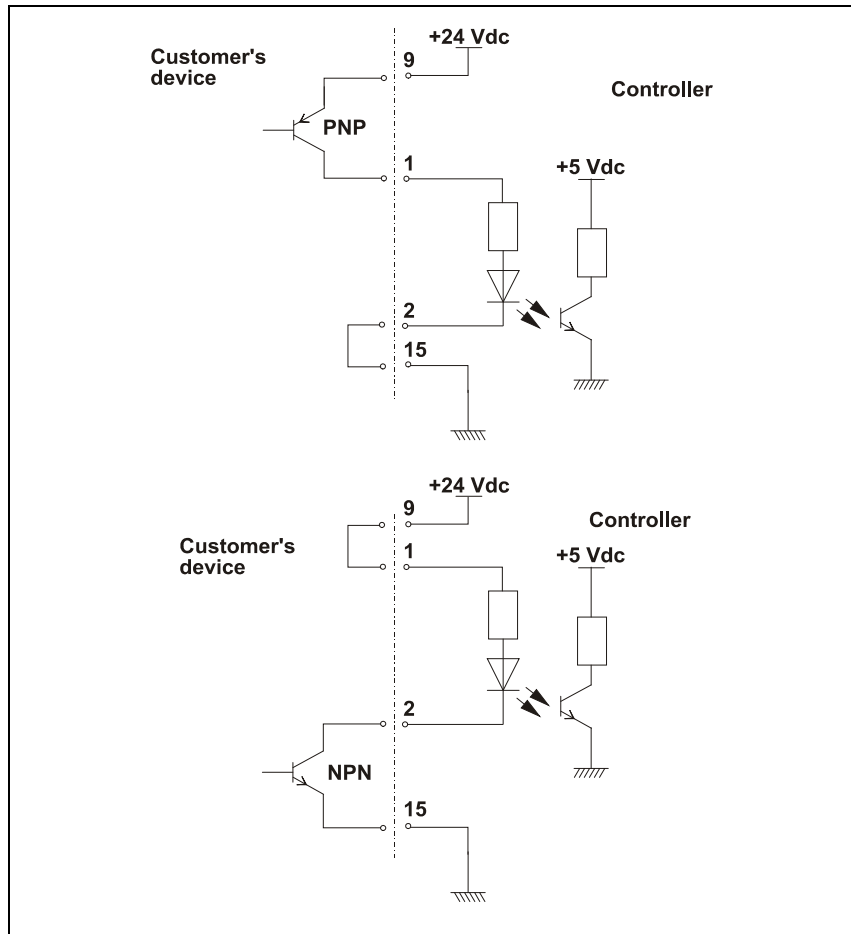 +24 Vdc
Customer's
device
9
Controller
PNP
1
+5 Vdc
2
15
+24 Vdc
9
Controller
Customer's
device
1
+5 Vdc
2
NPN
15